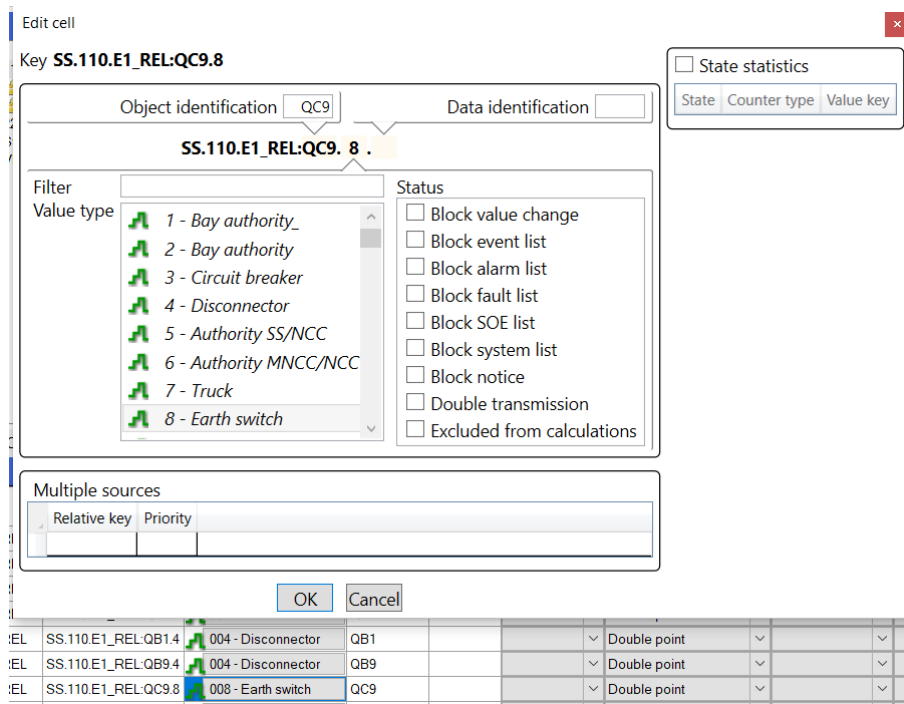 Edit cell
Key SS.110.E1_REL:QC9.8
State statistics
State Counter type Value key
Object identification QC9
Data identification
SS.110.E1_REL:QC9. 8 .
Filter
Value type
1 - Bay authority_
2 - Bay authority
3 - Circuit breaker
4 - Disconnector
5 - Authority SS/NCC
6 - Authority MNCC/NCC
7 - Truck
8 - Earth switch
Status
Block value change
Block event list
Block alarm list
Block fault list
Block SOE list
Block system list
Block notice
Double transmission
Excluded from calculations
Multiple sources
Relative key Priority
OK Cancel
REL SS.110.E1_REL:QB1.4 004 - Disconnector QB1 Double point
REL SS.110.E1_REL:QB9.4 004 - Disconnector QB9 Double point
REL SS.110.E1_REL:QC9.8 008 - Earth switch QC9 Double point